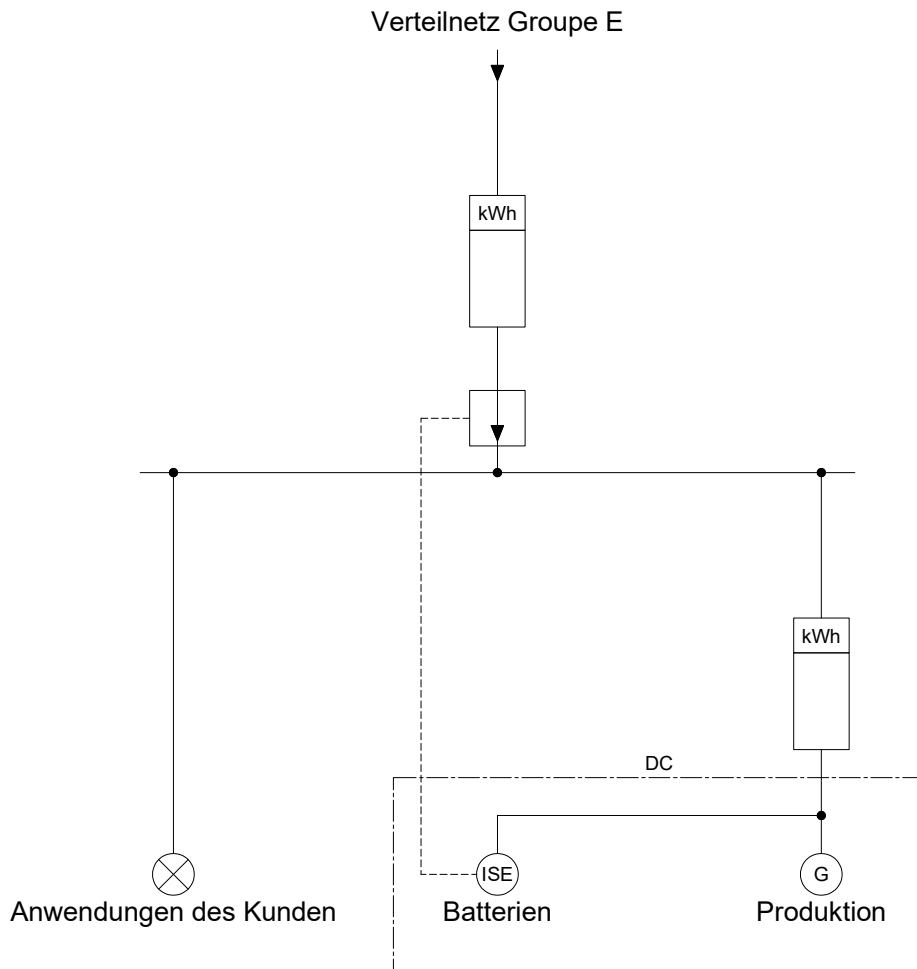 Verteilnetz Groupe E
kWh
kWh
DC
ISE
G
Anwendungen des Kunden
Batterien
Produktion